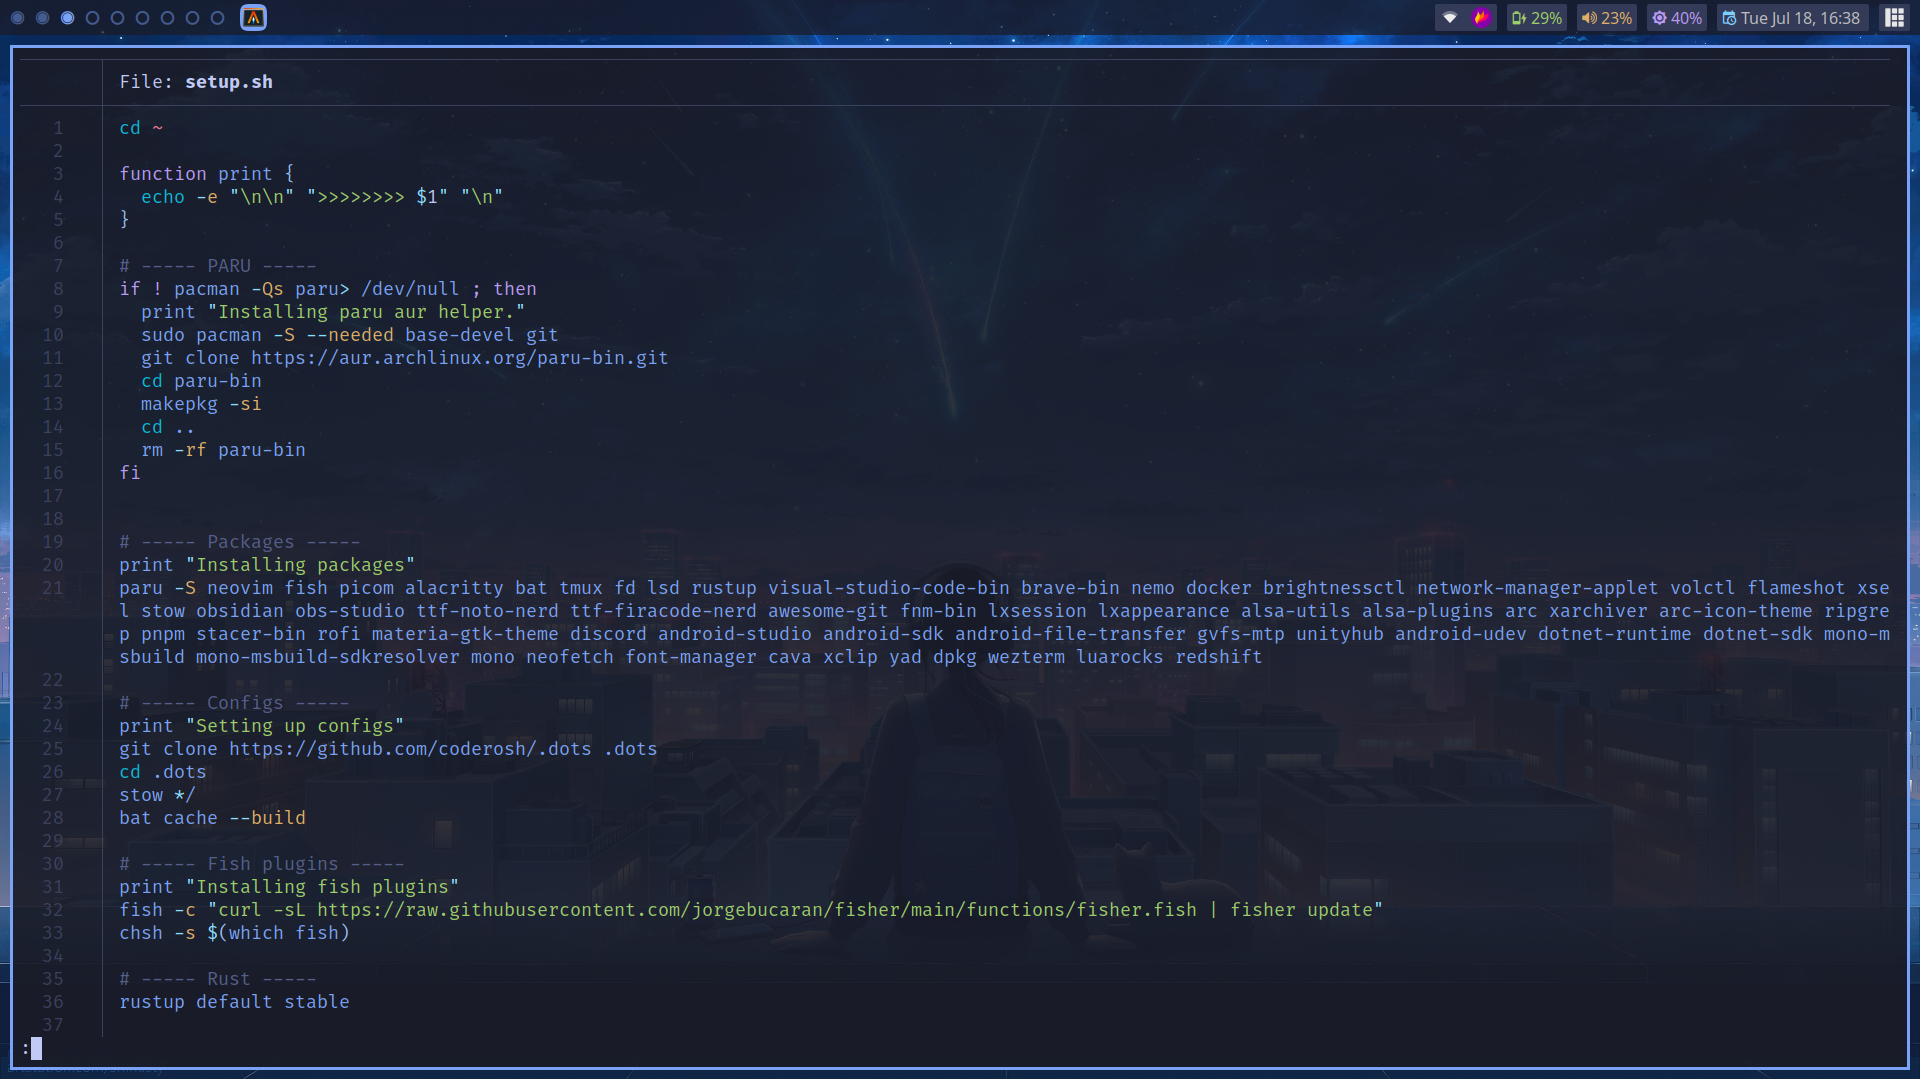 29%
23%
40%
Tue Jul 18, 16:38
File: setup.sh
1 cd ~
2
3 function print {
4   echo -e "\n\n" ">>>>>>>> $1" "\n"
5 }
6
7 # ----- PARU -----
8 if ! pacman -Qs paru> /dev/null ; then
9   print "Installing paru aur helper."
10   sudo pacman -S --needed base-devel git
11   git clone https://aur.archlinux.org/paru-bin.git
12   cd paru-bin
13   makepkg -si
14   cd ..
15   rm -rf paru-bin
16 fi
17
18
19 # ----- Packages -----
20 print "Installing packages"
21 paru -S neovim fish picom alacritty bat tmux fd lsd rustup visual-studio-code-bin brave-bin nemo docker brightnessctl network-manager-applet volctl flameshot xse
l stow obsidian obs-studio ttf-noto-nerd ttf-firacode-nerd awesome-git fnm-bin lxsession lxappearance alsa-utils alsa-plugins arc xarchiver arc-icon-theme ripgre
p pnpm stacer-bin rofi materia-gtk-theme discord android-studio android-sdk android-file-transfer gvfs-mtp unityhub android-udev dotnet-runtime dotnet-sdk mono-m
sbuild mono-msbuild-sdkresolver mono neofetch font-manager cava xclip yad dpkg wezterm luarocks redshift
22
23 # ----- Configs -----
24 print "Setting up configs"
25 git clone https://github.com/coderosh/.dots .dots
26 cd .dots
27 stow */
28 bat cache --build
29
30 # ----- Fish plugins -----
31 print "Installing fish plugins"
32 fish -c "curl -sL https://raw.githubusercontent.com/jorgebucaran/fisher/main/functions/fisher.fish | fisher update"
33 chsh -s $(which fish)
34
35 # ----- Rust -----
36 rustup default stable
37
: